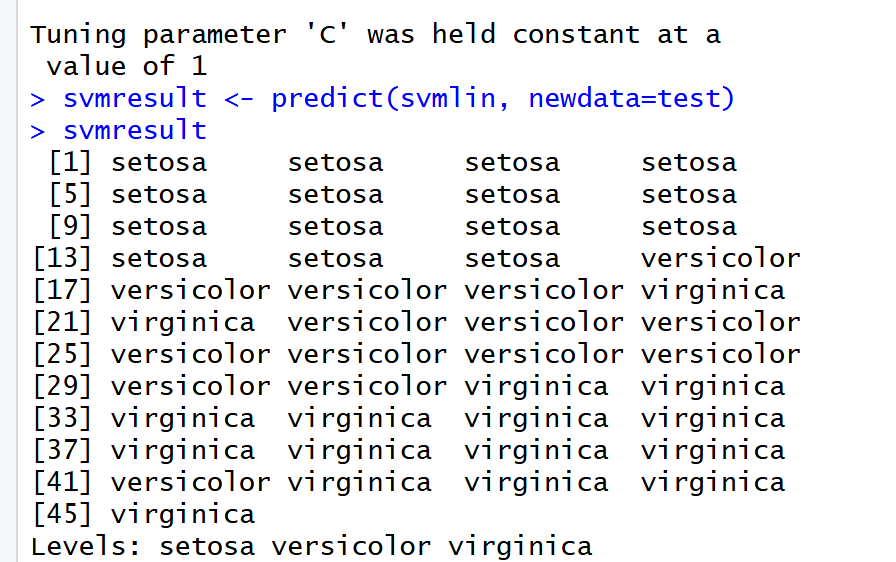 Tuning parameter 'C' was held constant at a
 value of 1
> svmresult <- predict(svmlin, newdata=test)
> svmresult
 [1] setosa     setosa     setosa     setosa
 [5] setosa     setosa     setosa     setosa
 [9] setosa     setosa     setosa     setosa
[13] setosa     setosa     setosa     versicolor
[17] versicolor versicolor versicolor virginica
[21] virginica  versicolor versicolor versicolor
[25] versicolor versicolor versicolor versicolor
[29] versicolor versicolor virginica  virginica
[33] virginica  virginica  virginica  virginica
[37] virginica  virginica  virginica  virginica
[41] versicolor virginica  virginica  virginica
[45] virginica
Levels: setosa versicolor virginica